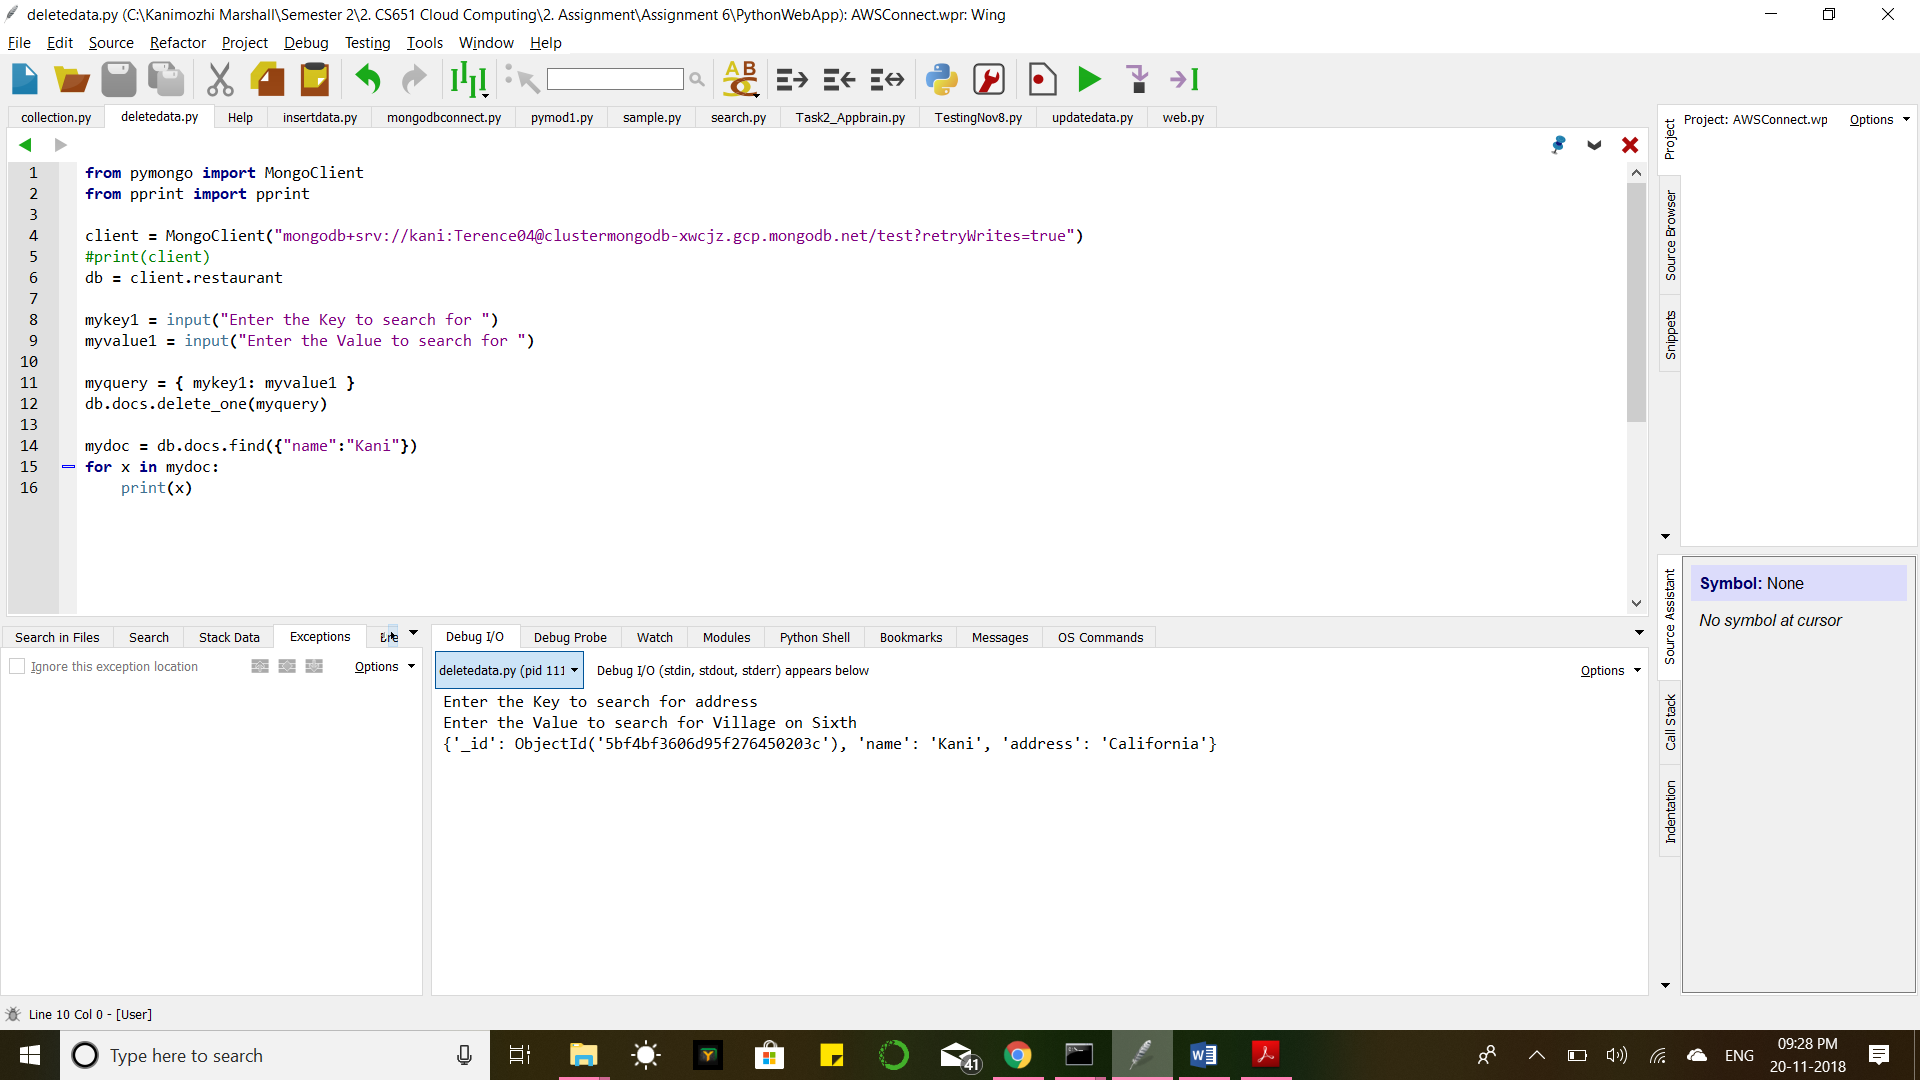 deletedata.py (C:\Kanimozhi Marshall\Semester 2\2. CS651 Cloud Computing\2. Assignment\Assignment 6\PythonWebApp): AWSConnect.wpr: Wing
File Edit Source Refactor Project Debug Testing Tools Window Help
collection.py deletedata.py Help insertdata.py mongodbconnect.py pymod1.py sample.py search.py Task2_Appbrain.py TestingNov8.py updatedata.py web.py
1 from pymongo import MongoClient
2 from pprint import pprint
3
4 client = MongoClient("mongodb+srv://kani:Terence04@clustermongodb-xwcjz.gcp.mongodb.net/test?retryWrites=true")
5 #print(client)
6 db = client.restaurant
7
8 mykey1 = input("Enter the Key to search for ")
9 myvalue1 = input("Enter the Value to search for ")
10
11 myquery = { mykey1: myvalue1 }
12 db.docs.delete_one(myquery)
13
14 mydoc = db.docs.find({"name":"Kani"})
15 for x in mydoc:
16 print(x)
Project
Source Browser
Snippets
Project: AWSConnect.wp Options
Source Assistant
Call Stack
Indentation
Symbol: None
No symbol at cursor
Search in Files Search Stack Data Exceptions
Ignore this exception location Options
Debug I/O Debug Probe Watch Modules Python Shell Bookmarks Messages OS Commands
deletedata.py (pid 111 Debug I/O (stdin, stdout, stderr) appears below Options
Enter the Key to search for address
Enter the Value to search for Village on Sixth
{'_id': ObjectId('5bf4bf3606d95f276450203c'), 'name': 'Kani', 'address': 'California'}
Line 10 Col 0 - [User]
Type here to search
41
ENG
09:28 PM
20-11-2018